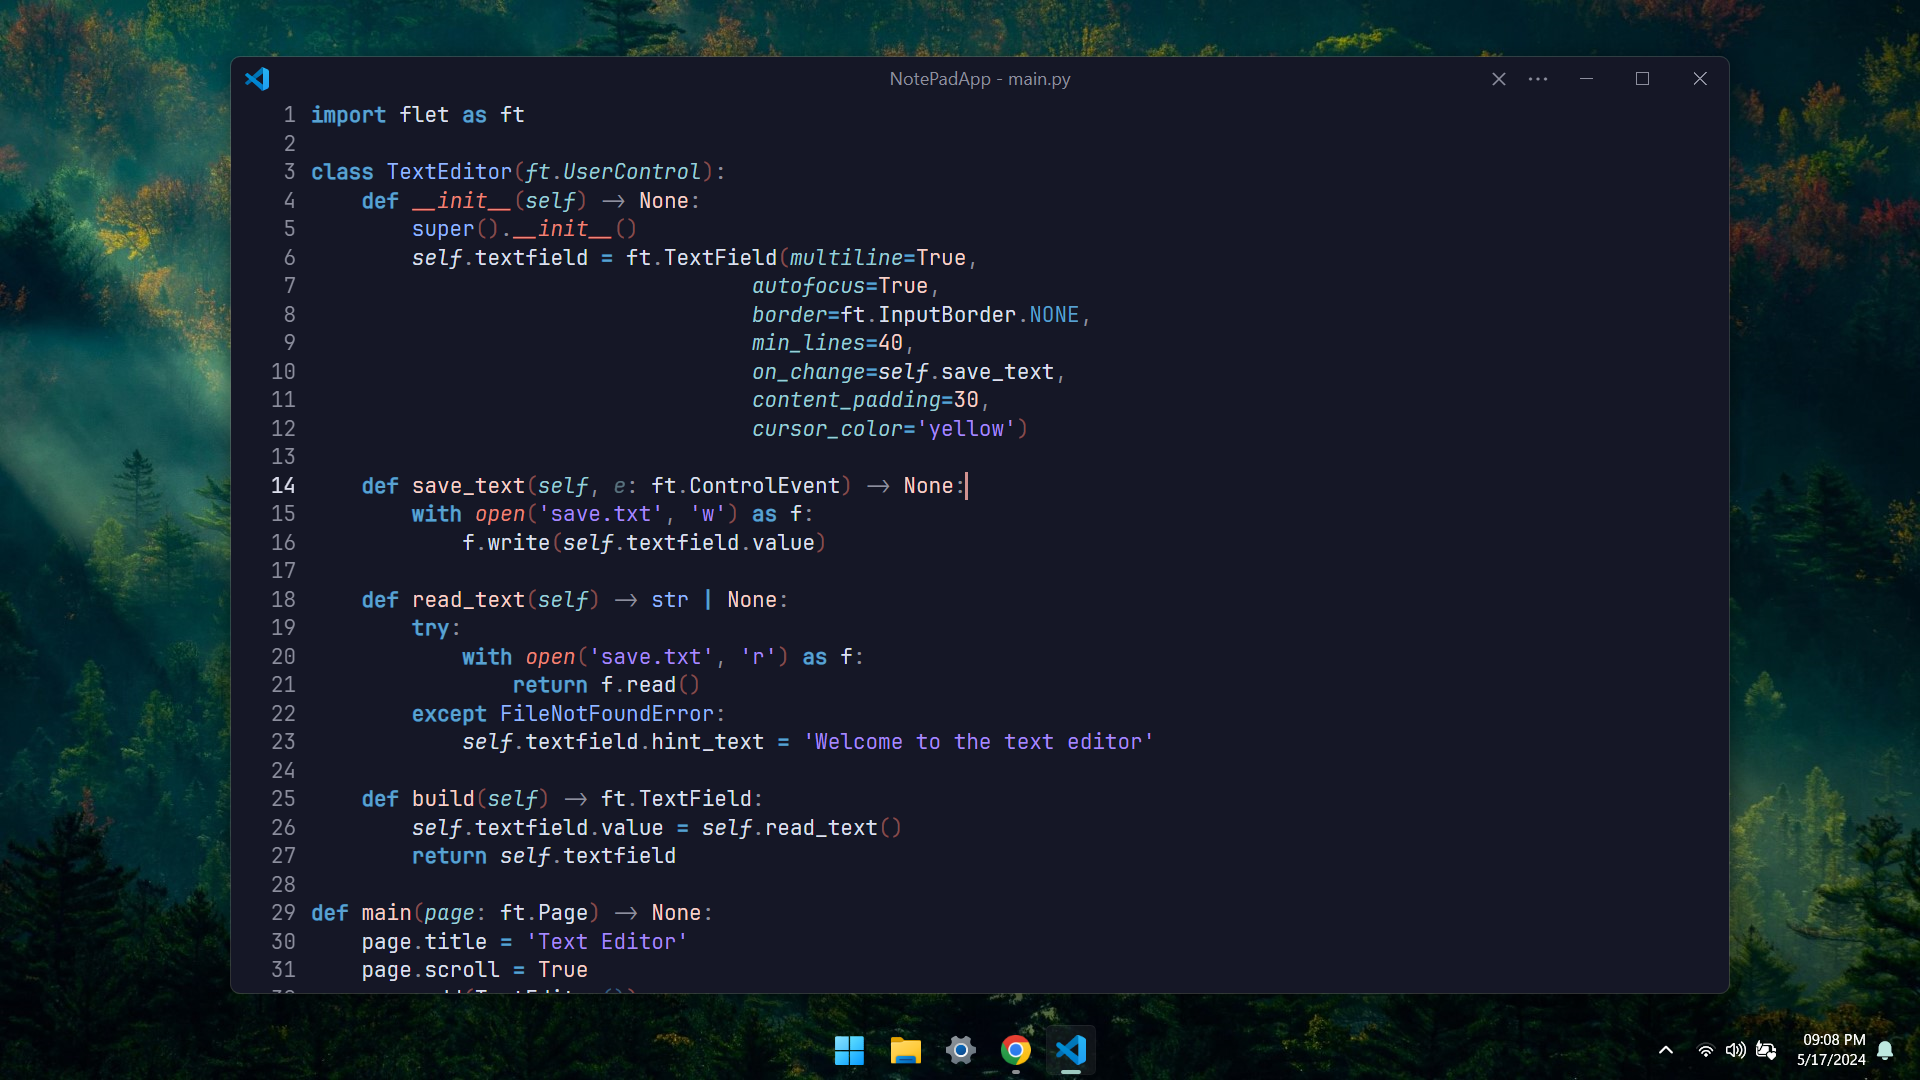 NotePadApp - main.py
1 import flet as ft
2
3 class TextEditor(ft.UserControl):
4     def __init__(self) -> None:
5         super().__init__()
6         self.textfield = ft.TextField(multiline=True,
7                                    autofocus=True,
8                                    border=ft.InputBorder.NONE,
9                                    min_lines=40,
10                                    on_change=self.save_text,
11                                    content_padding=30,
12                                    cursor_color='yellow')
13
14     def save_text(self, e: ft.ControlEvent) -> None:
15         with open('save.txt', 'w') as f:
16             f.write(self.textfield.value)
17
18     def read_text(self) -> str | None:
19         try:
20             with open('save.txt', 'r') as f:
21                 return f.read()
22         except FileNotFoundError:
23             self.textfield.hint_text = 'Welcome to the text editor'
24
25     def build(self) -> ft.TextField:
26         self.textfield.value = self.read_text()
27         return self.textfield
28
29 def main(page: ft.Page) -> None:
30     page.title = 'Text Editor'
31     page.scroll = True
09:08 PM
5/17/2024